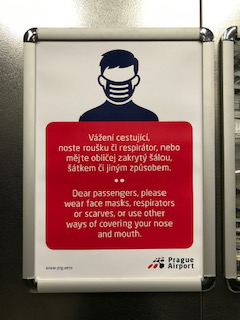 Vážení cestující,
noste roušku či respirátor, nebo
mějte obličej zakrytý šálou,
šátkem či jiným způsobem.
Dear passengers, please
wear face masks, respirators
or scarves, or use other
ways of covering your nose
and mouth.
www.prg.aero
Prague
Airport